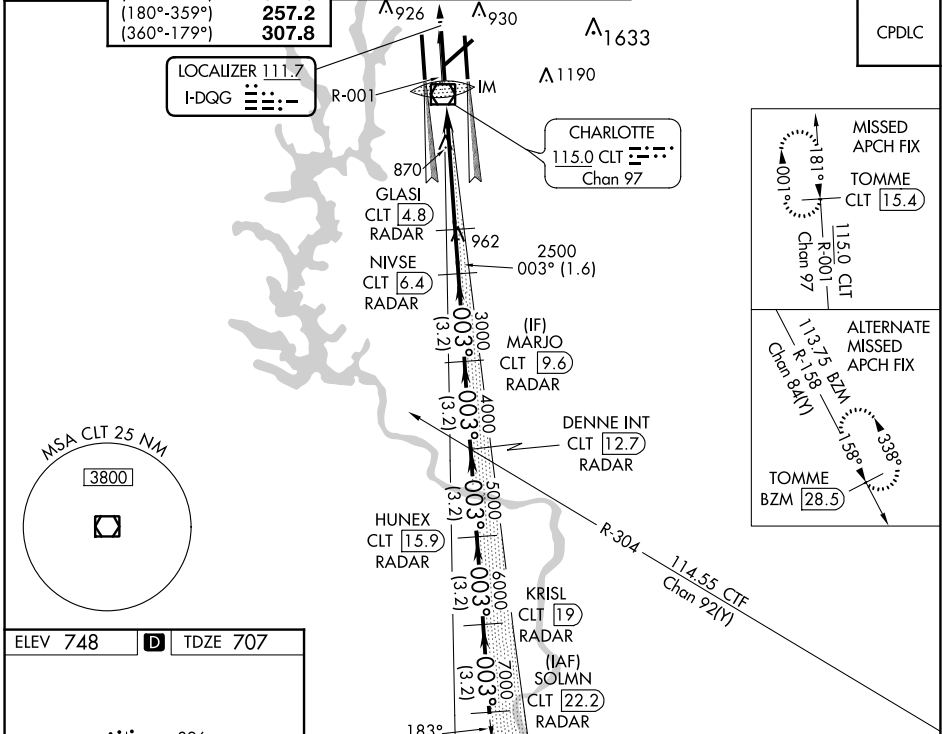 (180°-359°) 257.2
(360°-179°) 307.8
926
930
1633
1190
CPDLC
LOCALIZER 111.7
I-DQG
R-001
IM
CHARLOTTE
115.0 CLT
Chan 97
870
GLASI
CLT 4.8
RADAR
962
NIVSE
CLT 6.4
RADAR
2500
003° (1.6)
003°
3000
(3.2)
(IF)
MARJO
CLT 9.6
RADAR
003°
4000
(3.2)
DENNE INT
CLT 12.7
RADAR
003°
5000
(3.2)
HUNEX
CLT 15.9
RADAR
003°
6000
(3.2)
KRISL
CLT 19
RADAR
003°
7000
(3.2)
(IAF)
SOLMN
CLT 22.2
RADAR
183°
R-304
114.55 CTF
Chan 92(Y)
MISSED
APCH FIX
TOMME
CLT 15.4
181°
001°
115.0 CLT
R-001
Chan 97
ALTERNATE
MISSED
APCH FIX
113.75 BZM
R-158
Chan 84(Y)
158°
338°
TOMME
BZM 28.5
MSA CLT 25 NM
3800
ELEV 748 D TDZE 707